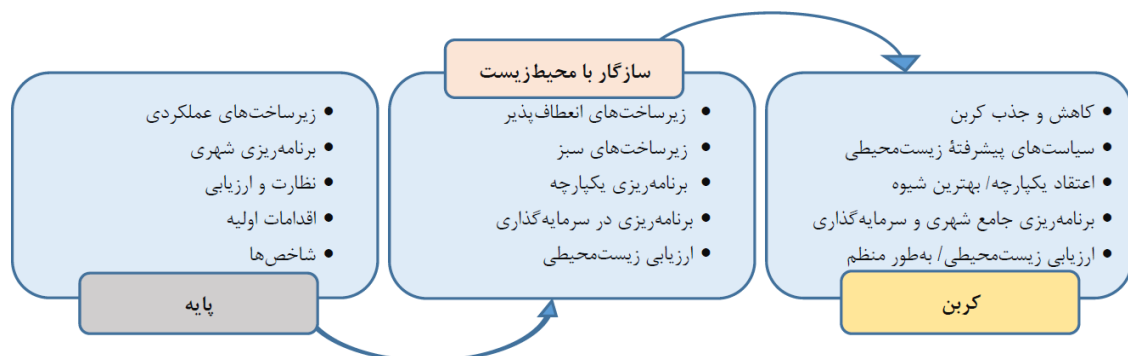 پایه
• زیرساخت‌های عملکردی
• برنامه‌ریزی شهری
• نظارت و ارزیابی
• اقدامات اولیه
• شاخص‌ها
سازگار با محیط‌زیست
• زیرساخت‌های انعطاف‌پذیر
• زیرساخت‌های سبز
• برنامه‌ریزی یکپارچه
• برنامه‌ریزی در سرمایه‌گذاری
• ارزیابی زیست‌محیطی
کربن
• کاهش و جذب کربن
• سیاست‌های پیشرفتهٔ زیست‌محیطی
• اعتقاد یکپارچه/ بهترین شیوه
• برنامه‌ریزی جامع شهری و سرمایه‌گذاری
• ارزیابی زیست‌محیطی/ به‌طور منظم